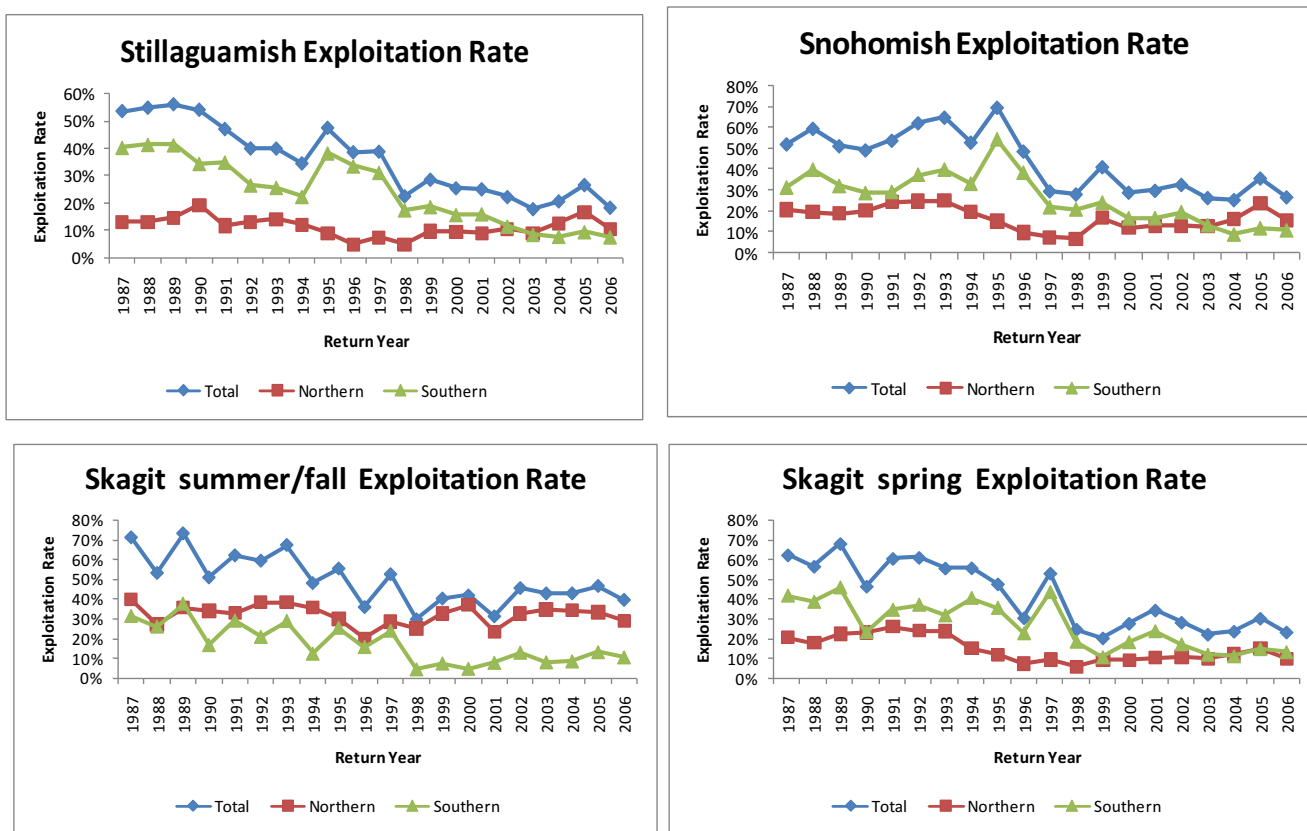 Stillaguamish Exploitation Rate
Exploitation Rate
60%
50%
40%
30%
20%
10%
0%
1987 1988 1989 1990 1991 1992 1993 1994 1995 1996 1997 1998 1999 2000 2001 2002 2003 2004 2005 2006
Return Year
Total Northern Southern
Snohomish Exploitation Rate
Exploitation Rate
80%
70%
60%
50%
40%
30%
20%
10%
0%
1987 1988 1989 1990 1991 1992 1993 1994 1995 1996 1997 1998 1999 2000 2001 2002 2003 2004 2005 2006
Return Year
Total Northern Southern
Skagit summer/fall Exploitation Rate
Exploitation Rate
80%
70%
60%
50%
40%
30%
20%
10%
0%
1987 1988 1989 1990 1991 1992 1993 1994 1995 1996 1997 1998 1999 2000 2001 2002 2003 2004 2005 2006
Return Year
Total Northern Southern
Skagit spring Exploitation Rate
Exploitation Rate
80%
70%
60%
50%
40%
30%
20%
10%
0%
1987 1988 1989 1990 1991 1992 1993 1994 1995 1996 1997 1998 1999 2000 2001 2002 2003 2004 2005 2006
Return Year
Total Northern Southern